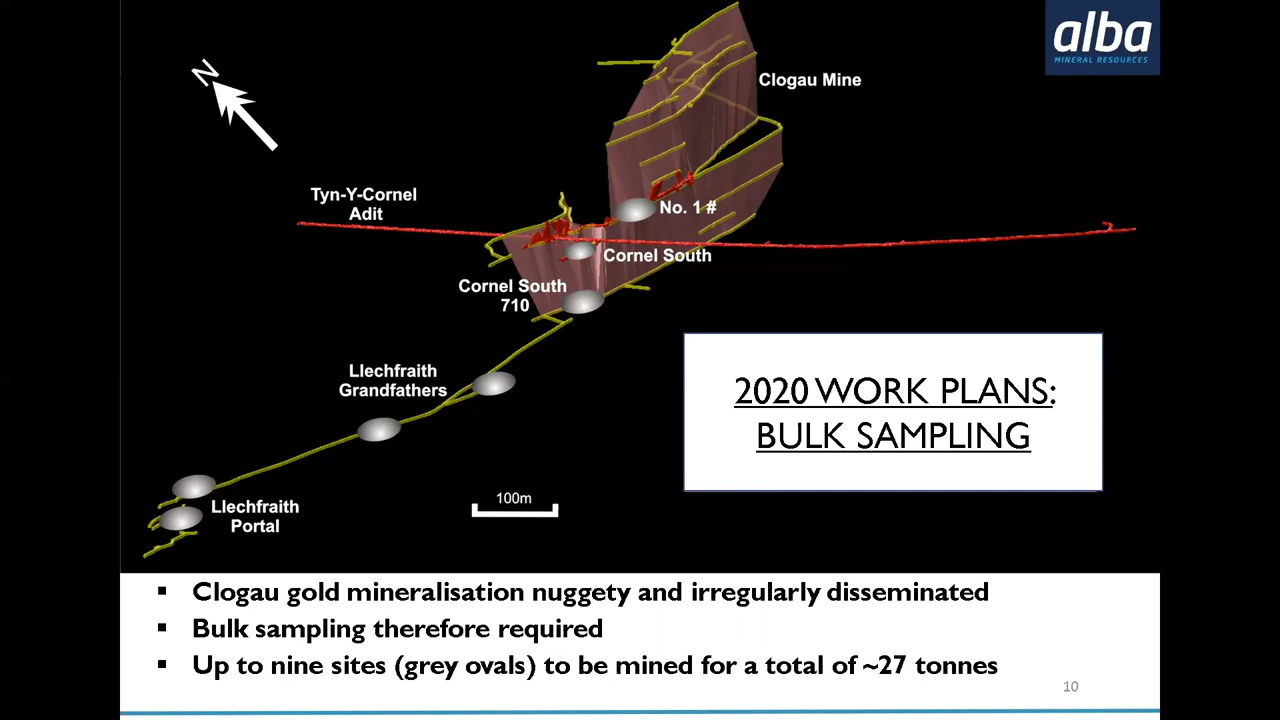 alba
MINERAL RESOURCES
N
Clogau Mine
Tyn-Y-Cornel
Adit
No. 1 #
Cornel South
Cornel South
710
Llechfraith
Grandfathers
2020 WORK PLANS:
BULK SAMPLING
100m
Llechfraith
Portal
▪ Clogau gold mineralisation nuggety and irregularly disseminated
▪ Bulk sampling therefore required
▪ Up to nine sites (grey ovals) to be mined for a total of ~27 tonnes
10